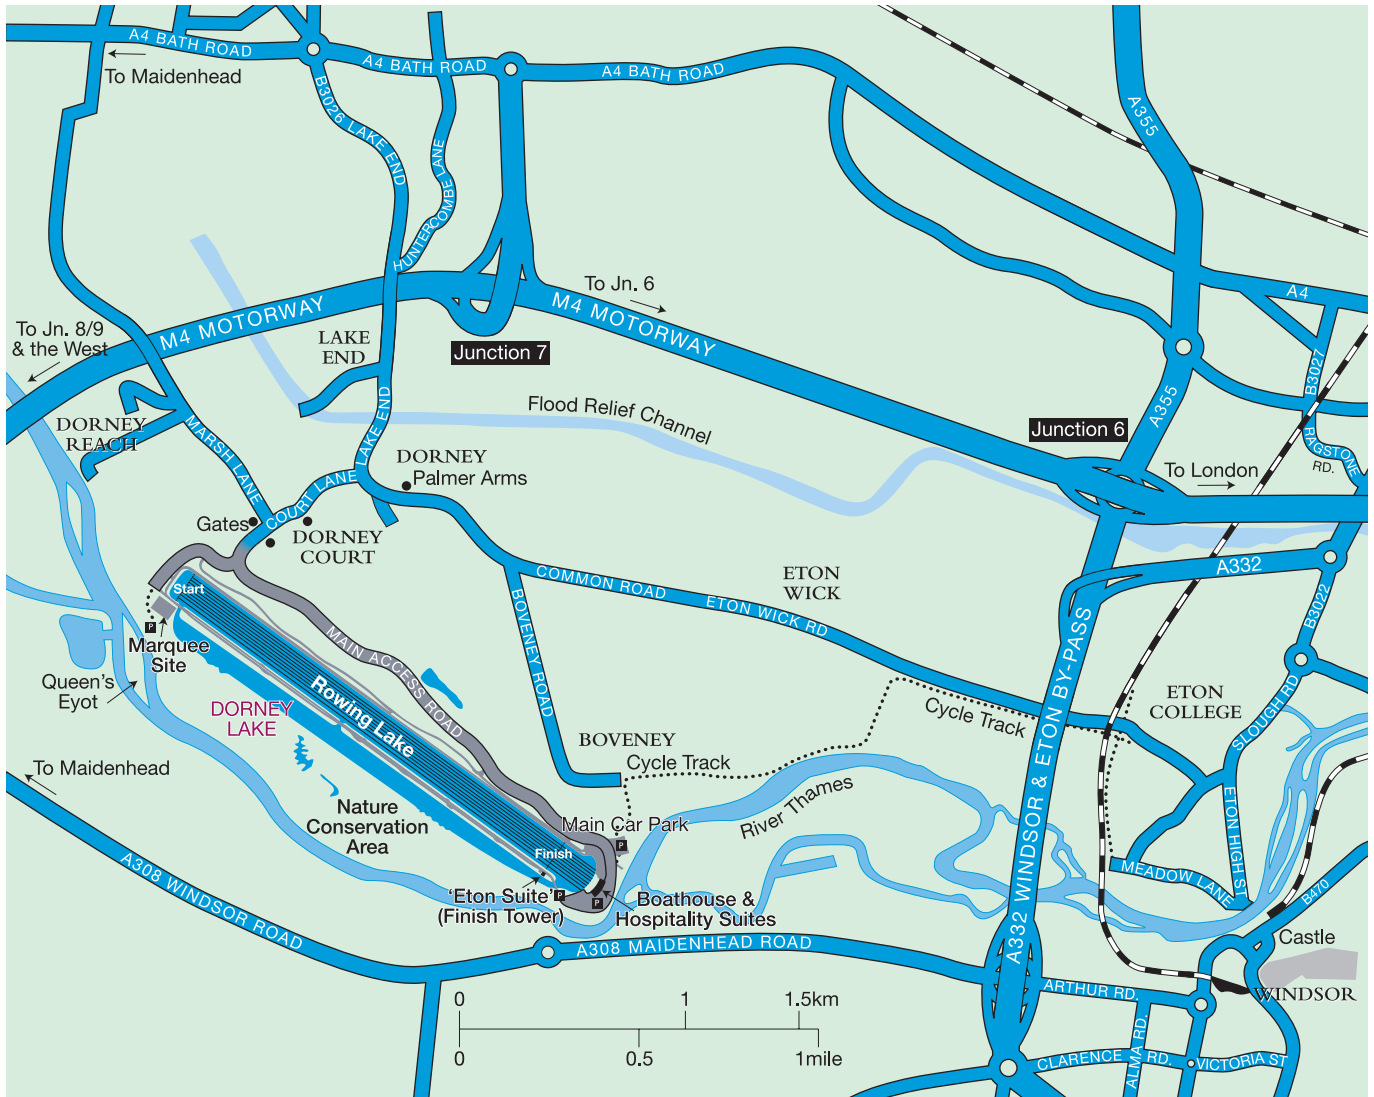 A4 BATH ROAD
To Maidenhead
B3026 LAKE END
A4 BATH ROAD
HUNTERCOMBE LANE
A4 BATH ROAD
A355
A4
B3027
RAGSTONE
RD.
To Jn. 8/9
& the West
M4 MOTORWAY
LAKE
END
Junction 7
To Jn. 6
M4 MOTORWAY
A355
Junction 6
To London
Flood Relief Channel
DORNEY
REACH
MARSH LANE
LAKE END
COURT LANE
DORNEY
Palmer Arms
Gates
DORNEY
COURT
COMMON ROAD
ETON WICK RD
ETON
WICK
A332
B3022
Start
P
Marquee
Site
Queen's
Eyot
MAIN ACCESS ROAD
BOVENEY ROAD
Rowing Lake
DORNEY
LAKE
BOVENEY
Cycle Track
Cycle Track
ETON
COLLEGE
SLOUGH RD
ETON HIGH ST
MEADOW LANE
River Thames
A332 WINDSOR & ETON BY-PASS
To Maidenhead
Nature
Conservation
Area
Main Car Park
P
Finish
'Eton Suite'
(Finish Tower)
P
P
Boathouse &
Hospitality Suites
A308 WINDSOR ROAD
A308 MAIDENHEAD ROAD
B470
Castle
WINDSOR
ARTHUR RD.
ALMA RD.
CLARENCE RD.
VICTORIA ST
0 1 1.5km
0 0.5 1mile